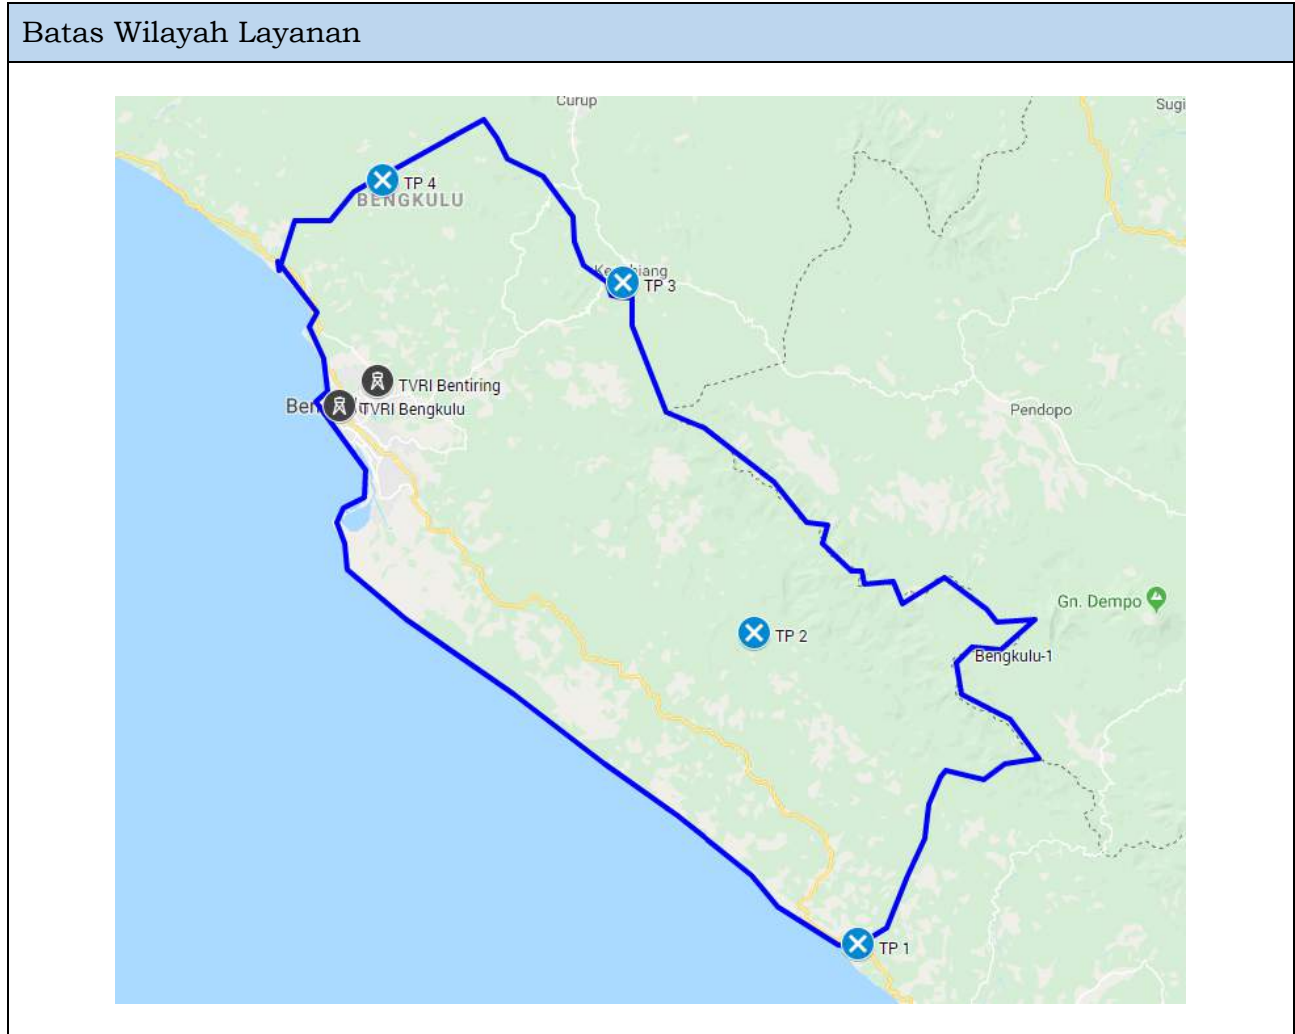 Batas Wilayah Layanan
Curup
Sugi
TP 4
BENGKULU
TP 3
TVRI Bentiring
TVRI Bengkulu
Pendopo
Gn. Dempo
TP 2
Bengkulu-1
TP 1